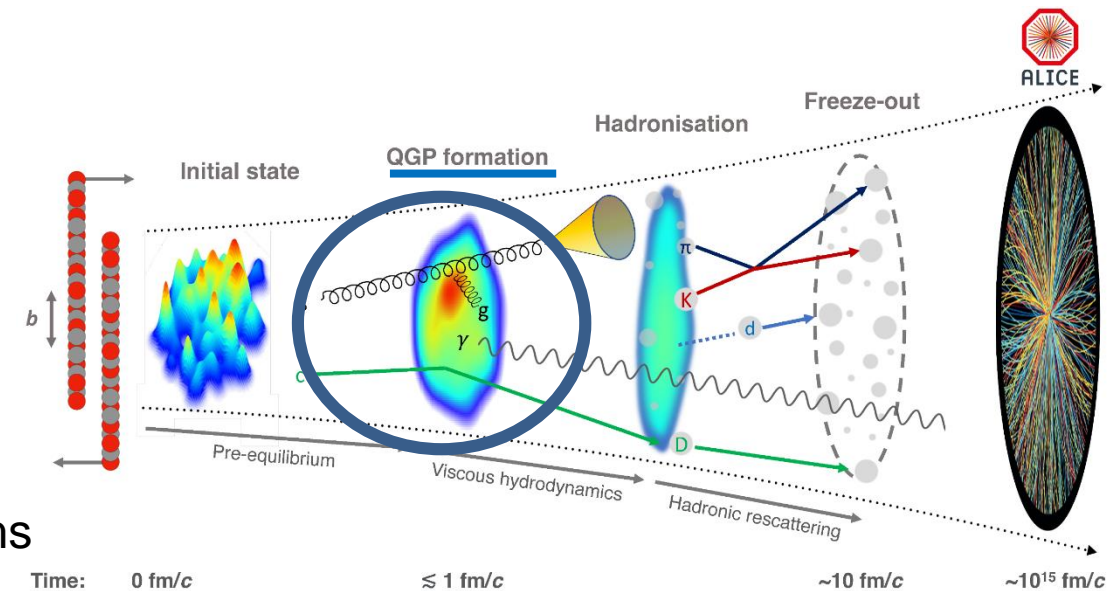 ALICE
Freeze-out
Hadronisation
QGP formation
Initial state
b
π
K
g
γ
d
c
D
Pre-equilibrium
Viscous hydrodynamics
Hadronic rescattering
ns
Time: 0 fm/c ≲ 1 fm/c ~10 fm/c ~10¹⁵ fm/c